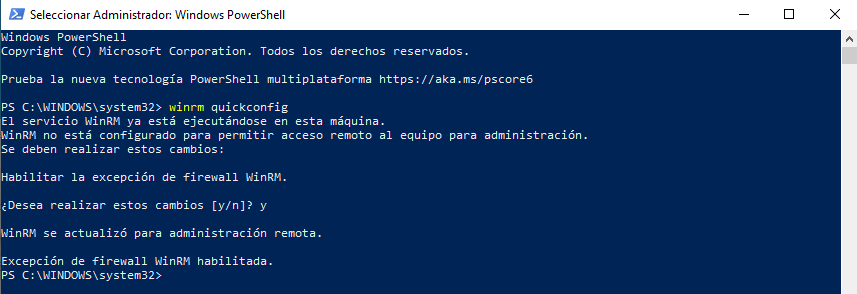 Seleccionar Administrador: Windows PowerShell
Windows PowerShell
Copyright (C) Microsoft Corporation. Todos los derechos reservados.
Prueba la nueva tecnología PowerShell multiplataforma https://aka.ms/pscore6
PS C:\WINDOWS\system32> winrm quickconfig
El servicio WinRM ya está ejecutándose en esta máquina.
WinRM no está configurado para permitir acceso remoto al equipo para administración.
Se deben realizar estos cambios:
Habilitar la excepción de firewall WinRM.
¿Desea realizar estos cambios [y/n]? y
WinRM se actualizó para administración remota.
Excepción de firewall WinRM habilitada.
PS C:\WINDOWS\system32>